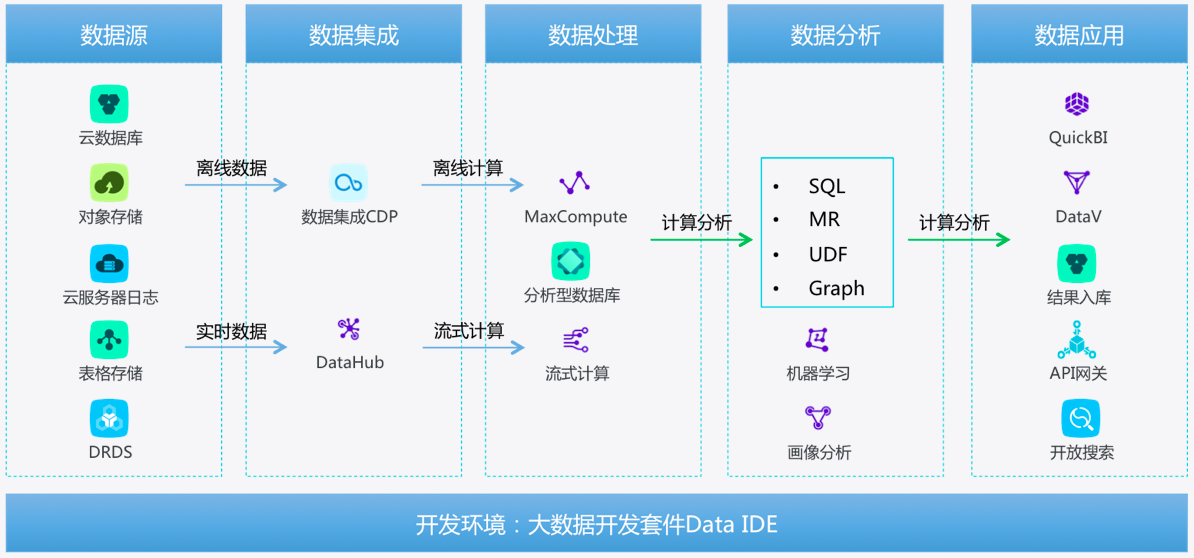 数据源
数据集成
数据处理
数据分析
数据应用
云数据库
对象存储
云服务器日志
表格存储
DRDS
离线数据
实时数据
数据集成CDP
DataHub
离线计算
流式计算
MaxCompute
分析型数据库
流式计算
计算分析
• SQL
• MR
• UDF
• Graph
机器学习
画像分析
计算分析
QuickBI
DataV
结果入库
API网关
开放搜索
开发环境：大数据开发套件Data IDE